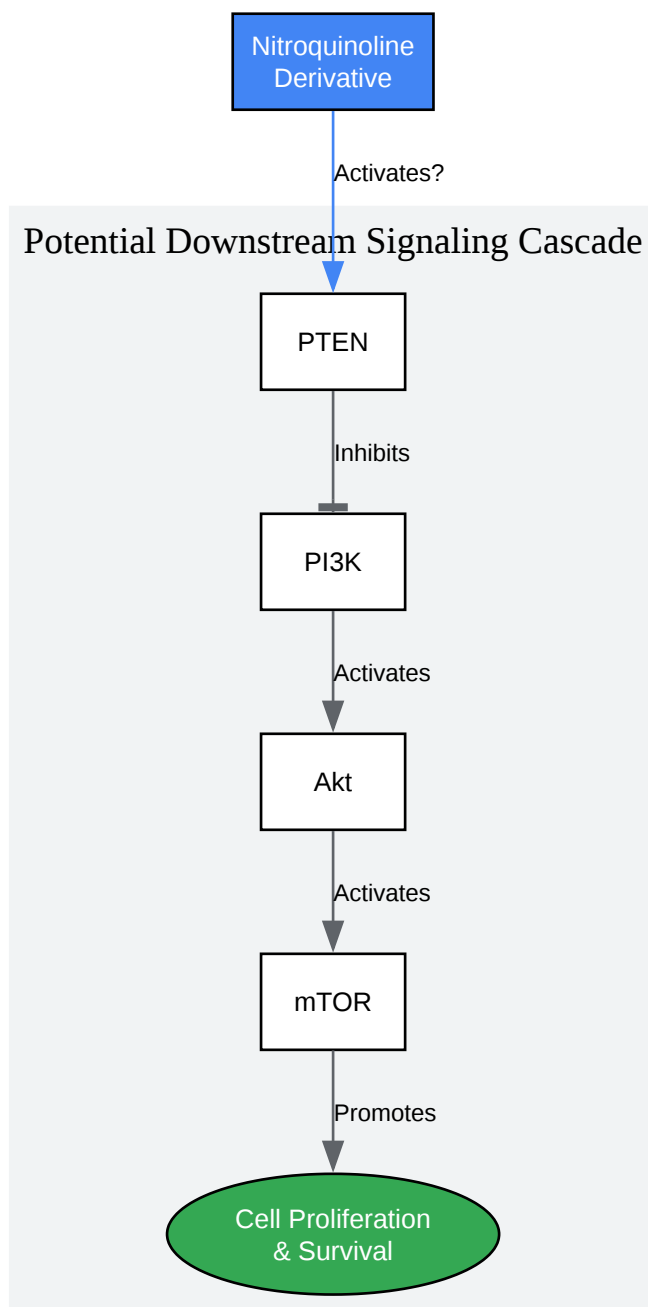 Nitroquinoline
Derivative
Activates?
Potential Downstream Signaling Cascade
PTEN
Inhibits
PI3K
Activates
Akt
Activates
mTOR
Promotes
Cell Proliferation
& Survival